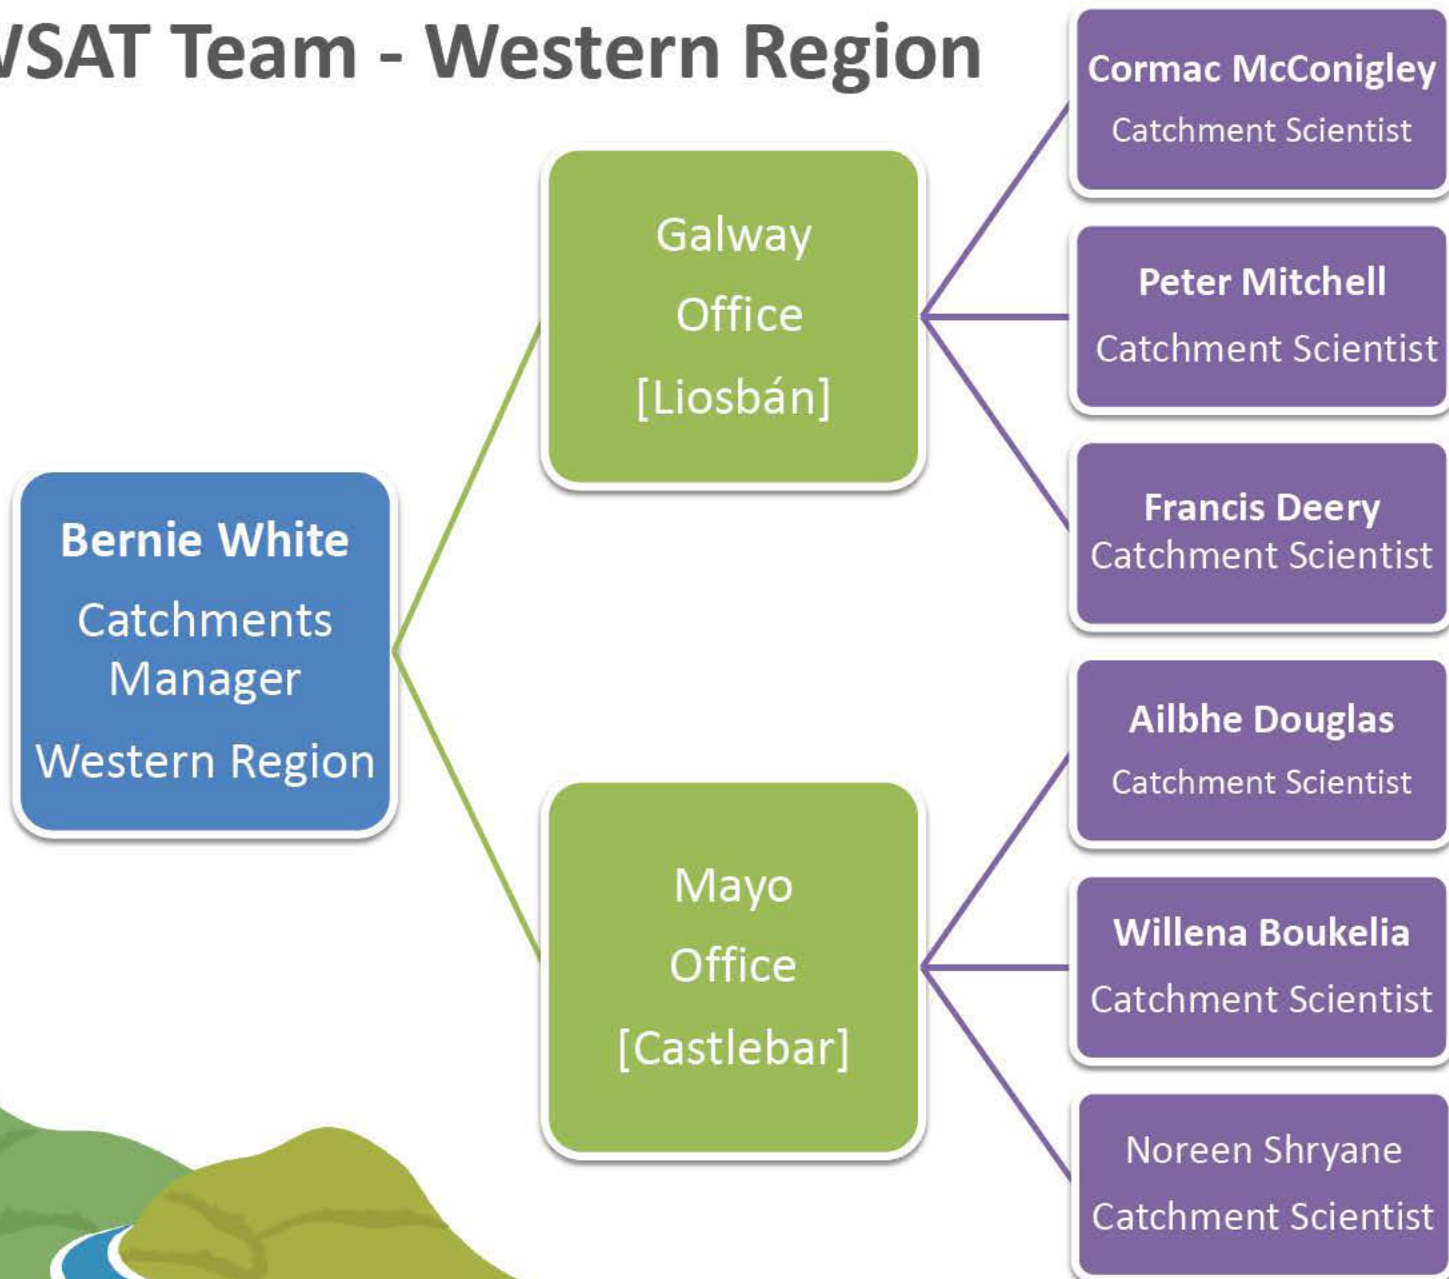 WSAT Team - Western Region
Bernie White
Catchments
Manager
Western Region
Galway
Office
[Liosbán]
Cormac McConigley
Catchment Scientist
Peter Mitchell
Catchment Scientist
Francis Deery
Catchment Scientist
Mayo
Office
[Castlebar]
Ailbhe Douglas
Catchment Scientist
Willena Boukelia
Catchment Scientist
Noreen Shryane
Catchment Scientist